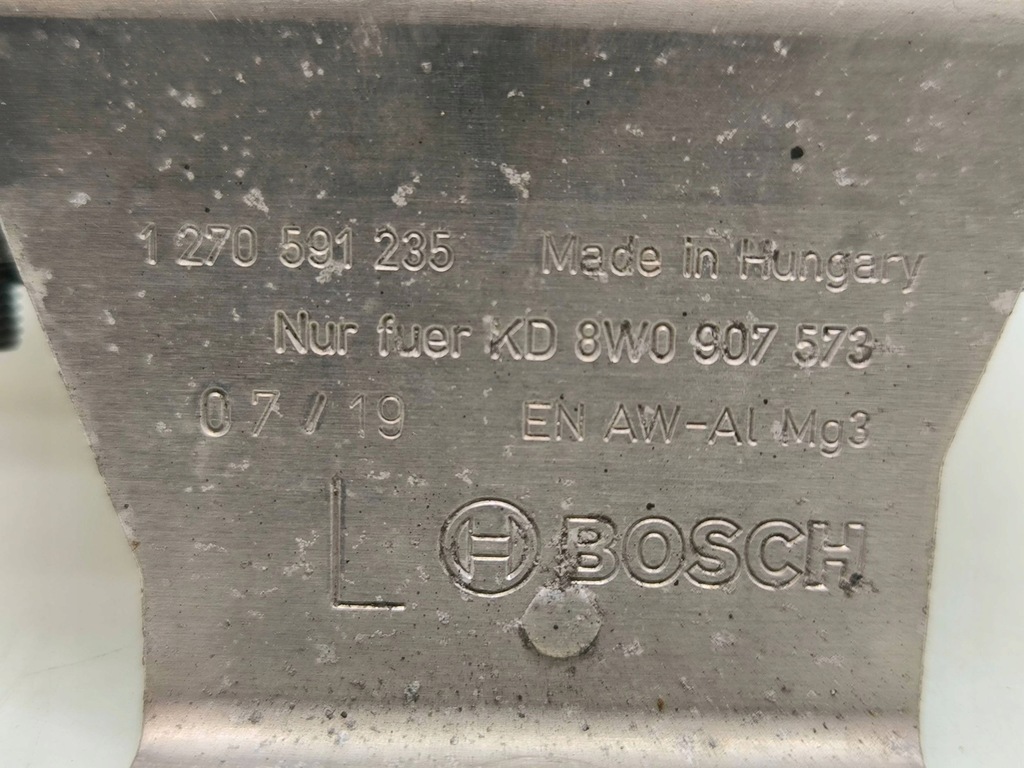 1 270 591 235 Made in Hungary
Nur fuer KD 8W0 907 573
07/19 EN AW-Al Mg3
L BOSCH